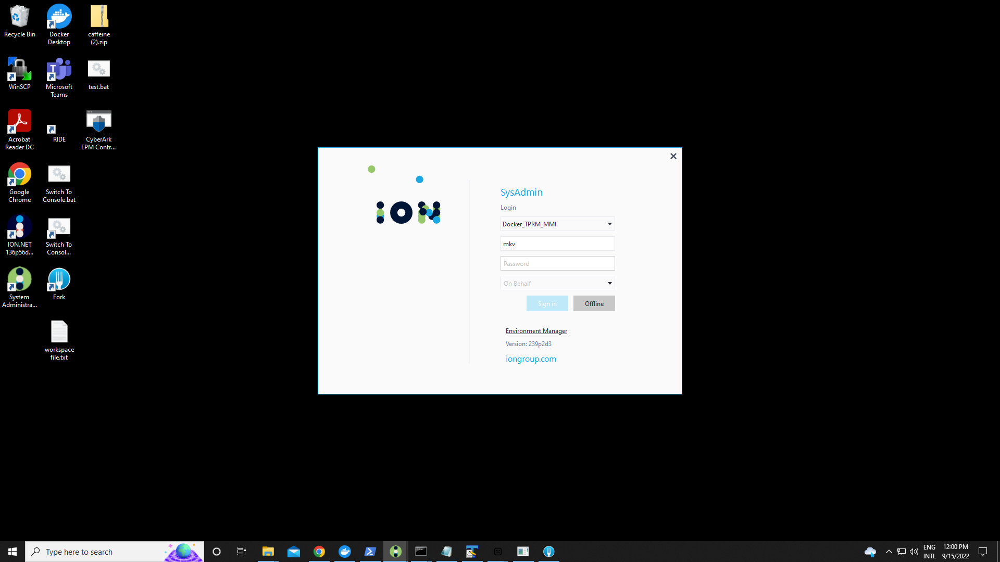 Recycle Bin
Docker
Desktop
caffeine
(2).zip
WinSCP
Microsoft
Teams
test.bat
Acrobat
Reader DC
RIDE
CyberArk
EPM Contr...
Google
Chrome
Switch To
Console.bat
ION.NET
136p56d...
Switch To
Consol...
System
Administra...
Fork
workspace
file.txt
ION
SysAdmin
Login
Docker_TPRM_MMI
mkv
Password
On Behalf
Sign in
Offline
Environment Manager
Version: 239p2d3
iongroup.com
Type here to search
ENG
INTL
12:00 PM
9/15/2022